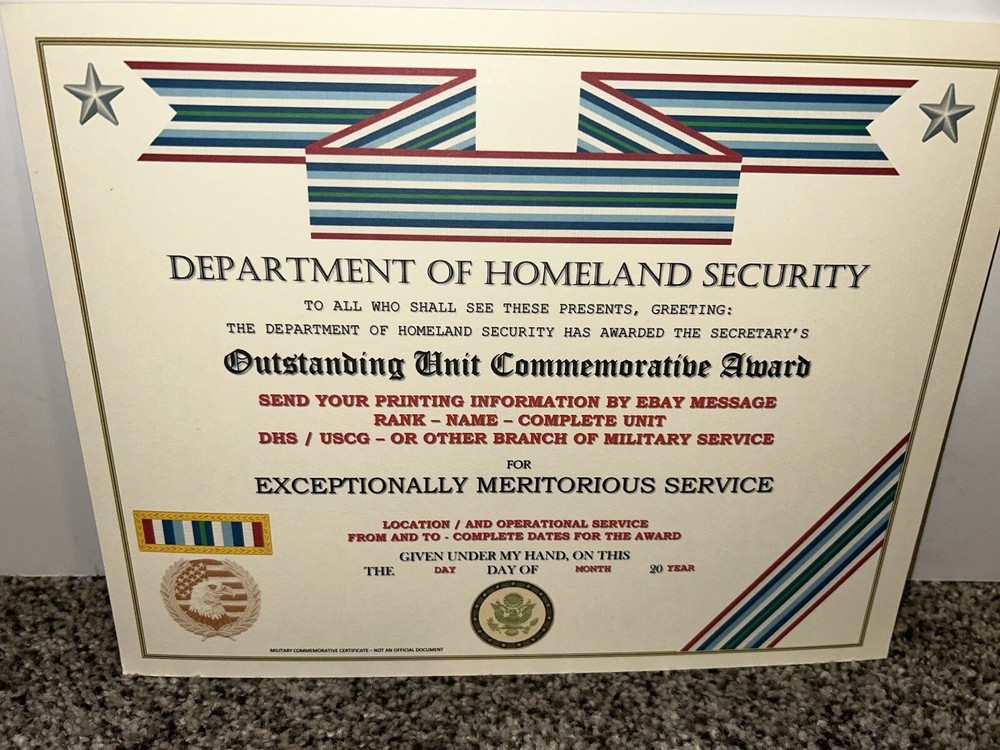 DEPARTMENT OF HOMELAND SECURITY
TO ALL WHO SHALL SEE THESE PRESENTS, GREETING:
THE DEPARTMENT OF HOMELAND SECURITY HAS AWARDED THE SECRETARY'S
Outstanding Unit Commemorative Award
SEND YOUR PRINTING INFORMATION BY EBAY MESSAGE
RANK – NAME – COMPLETE UNIT
DHS / USCG – OR OTHER BRANCH OF MILITARY SERVICE
FOR
EXCEPTIONALLY MERITORIOUS SERVICE
LOCATION / AND OPERATIONAL SERVICE
FROM AND TO - COMPLETE DATES FOR THE AWARD
GIVEN UNDER MY HAND, ON THIS
THE DAY DAY OF MONTH 20 YEAR
MILITARY COMMEMORATIVE CERTIFICATE – NOT AN OFFICIAL DOCUMENT